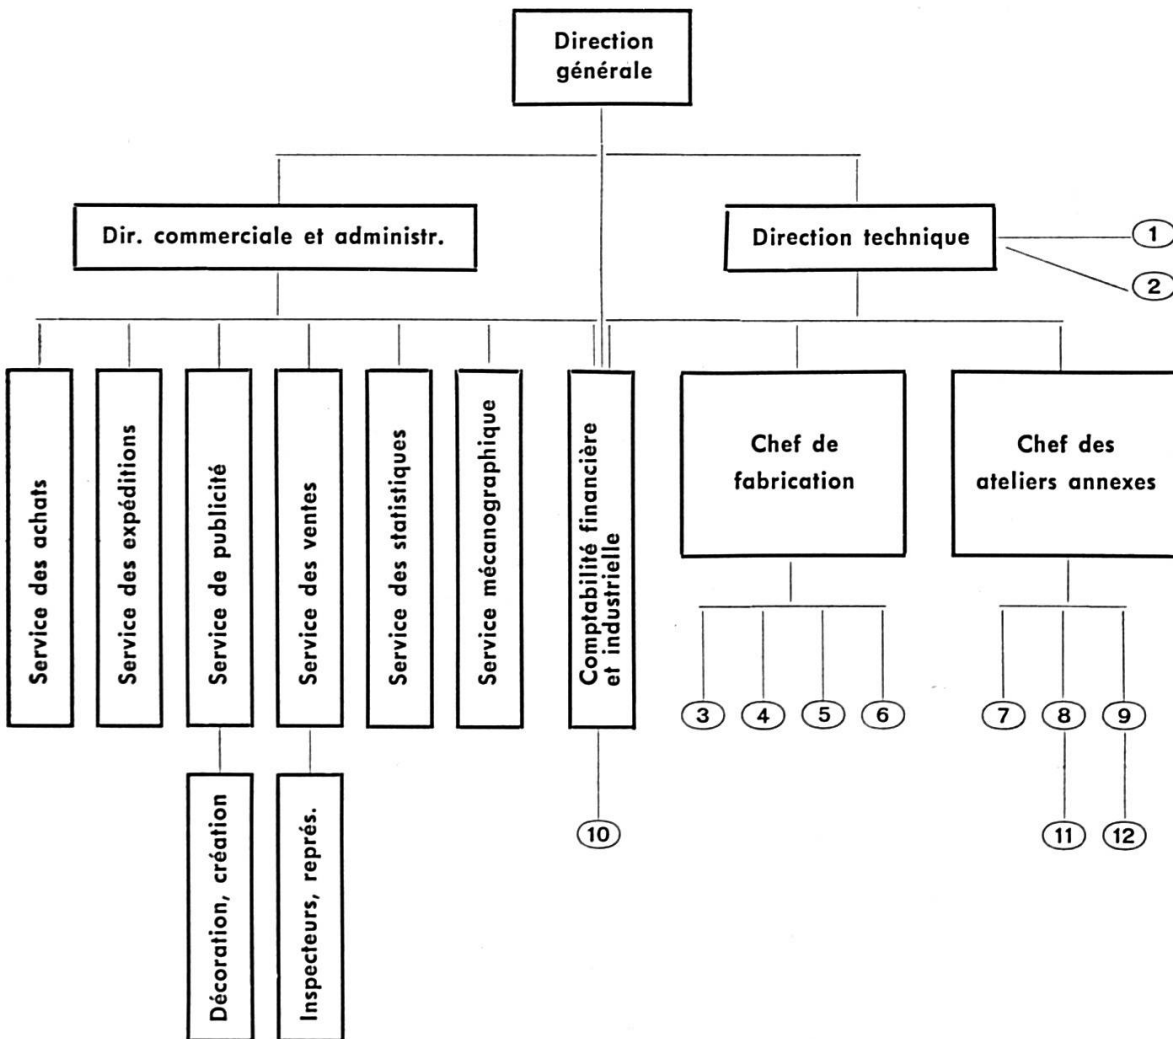 Direction
générale
Dir. commerciale et administr.
Direction technique
1
2
Service des achats
Service des expéditions
Service de publicité
Service des ventes
Service des statistiques
Service mécanographique
Comptabilité financière
et industrielle
Chef de
fabrication
Chef des
ateliers annexes
3
4
5
6
7
8
9
Décoration, création
Inspecteurs, représ.
10
11
12